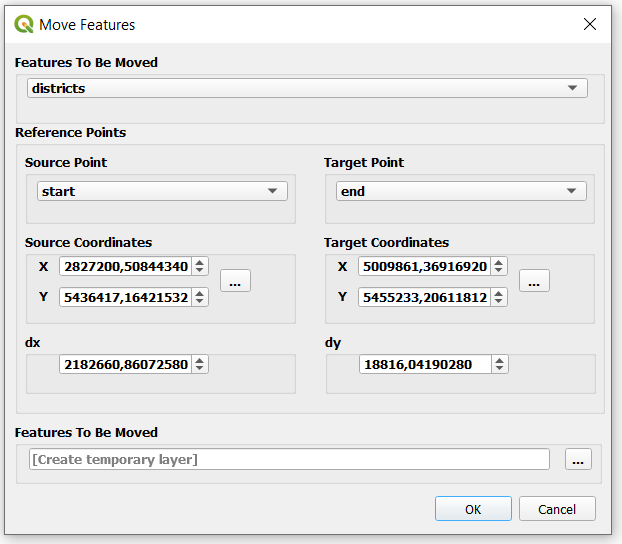 Move Features
Features To Be Moved
districts
Reference Points
Source Point Target Point
start end
Source Coordinates Target Coordinates
X 2827200,50844340 ... X 5009861,36916920 ...
Y 5436417,16421532 Y 5455233,20611812
dx dy
2182660,86072580 18816,04190280
Features To Be Moved
[Create temporary layer] ...
OK Cancel